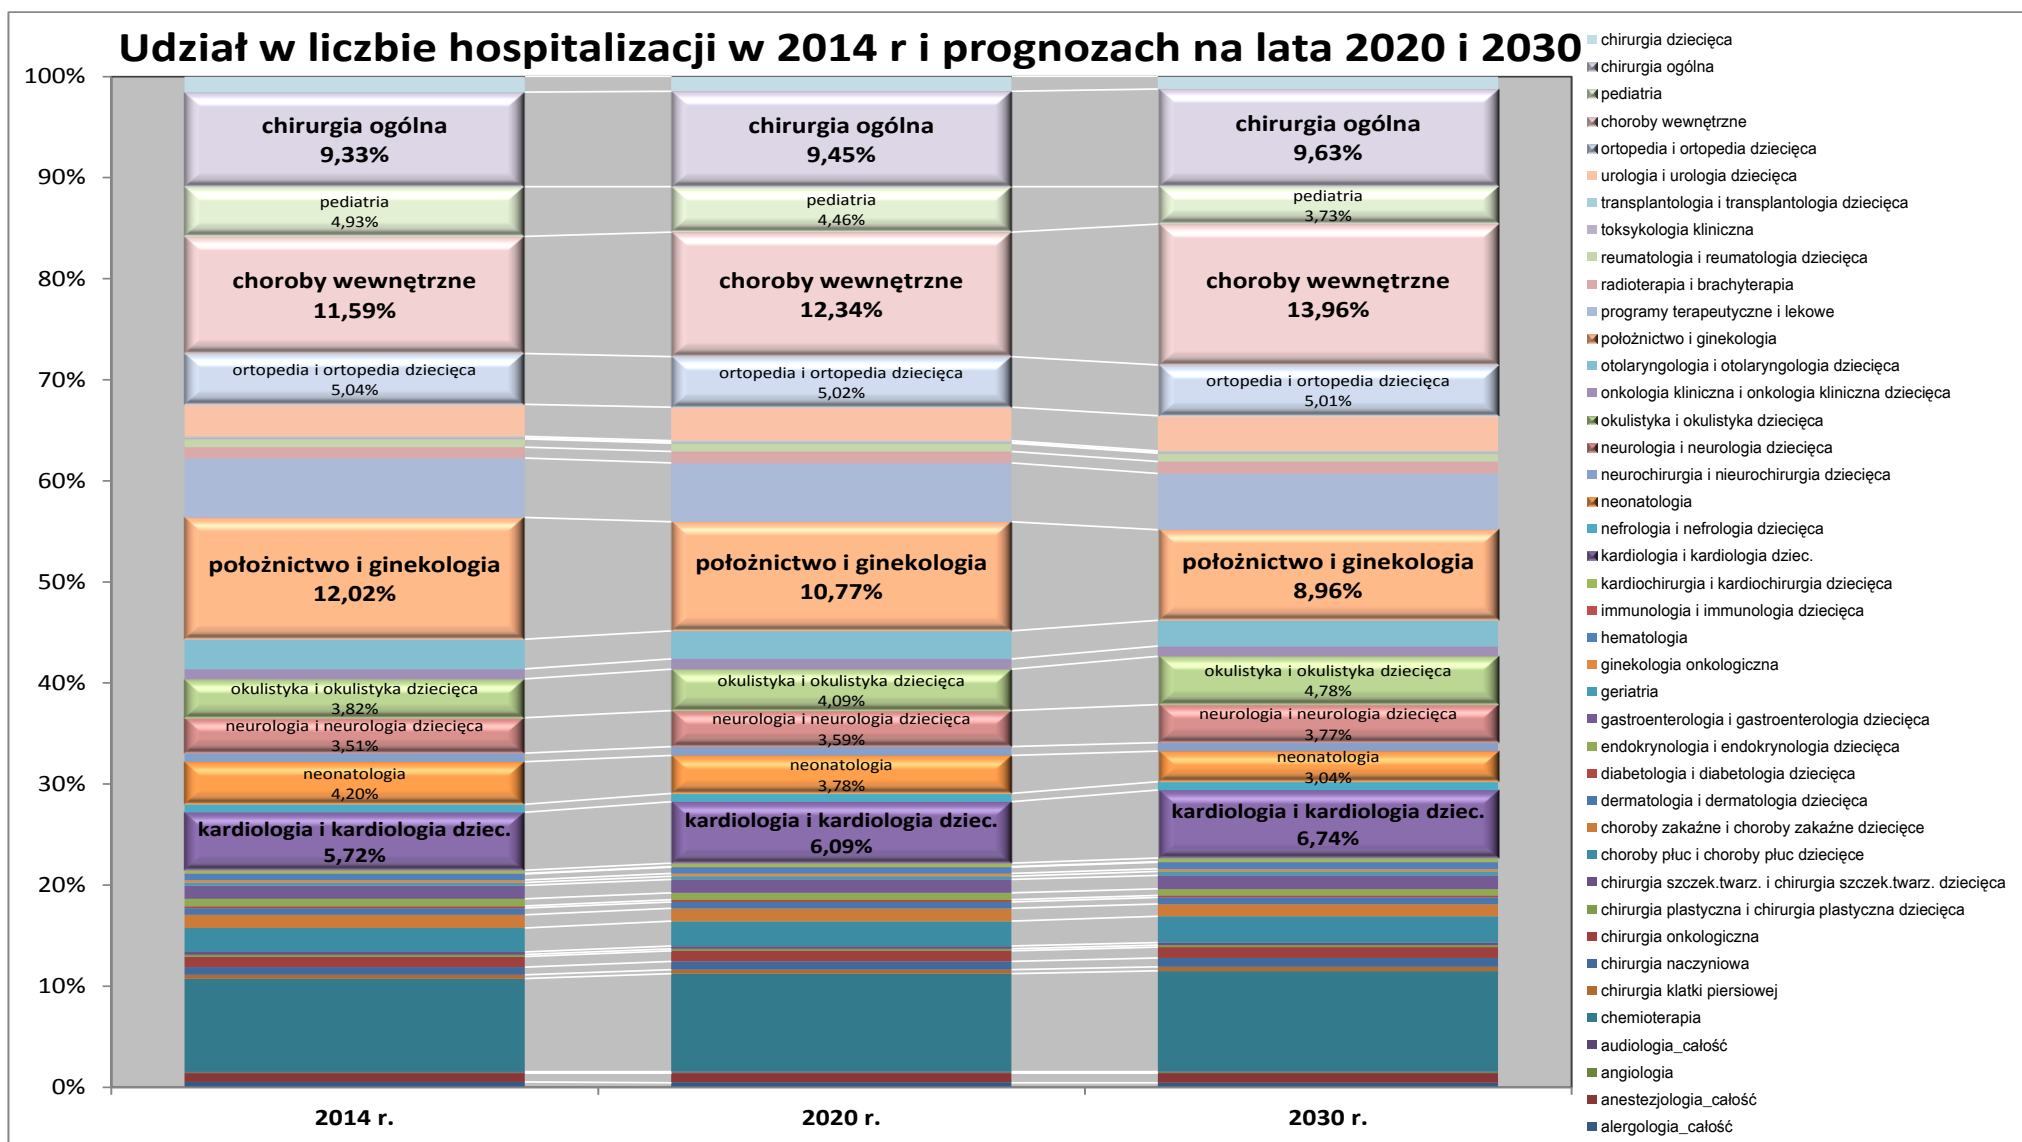 Udział w liczbie hospitalizacji w 2014 r i prognozach na lata 2020 i 2030
100%
90%
80%
70%
60%
50%
40%
30%
20%
10%
0%
chirurgia ogólna
9,33%
pediatria
4,93%
choroby wewnętrzne
11,59%
ortopedia i ortopedia dziecięca
5,04%
położnictwo i ginekologia
12,02%
okulistyka i okulistyka dziecięca
3,82%
neurologia i neurologia dziecięca
3,51%
neonatologia
4,20%
kardiologia i kardiologia dziec.
5,72%
chirurgia ogólna
9,45%
pediatria
4,46%
choroby wewnętrzne
12,34%
ortopedia i ortopedia dziecięca
5,02%
położnictwo i ginekologia
10,77%
okulistyka i okulistyka dziecięca
4,09%
neurologia i neurologia dziecięca
3,59%
neonatologia
3,78%
kardiologia i kardiologia dziec.
6,09%
chirurgia ogólna
9,63%
pediatria
3,73%
choroby wewnętrzne
13,96%
ortopedia i ortopedia dziecięca
5,01%
położnictwo i ginekologia
8,96%
okulistyka i okulistyka dziecięca
4,78%
neurologia i neurologia dziecięca
3,77%
neonatologia
3,04%
kardiologia i kardiologia dziec.
6,74%
2014 r.
2020 r.
2030 r.
chirurgia dziecięca
chirurgia ogólna
pediatria
choroby wewnętrzne
ortopedia i ortopedia dziecięca
urologia i urologia dziecięca
transplantologia i transplantologia dziecięca
toksykologia kliniczna
reumatologia i reumatologia dziecięca
radioterapia i brachyterapia
programy terapeutyczne i lekowe
położnictwo i ginekologia
otolaryngologia i otolaryngologia dziecięca
onkologia kliniczna i onkologia kliniczna dziecięca
okulistyka i okulistyka dziecięca
neurologia i neurologia dziecięca
neurochirurgia i nieurochirurgia dziecięca
neonatologia
nefrologia i nefrologia dziecięca
kardiologia i kardiologia dziec.
kardiochirurgia i kardiochirurgia dziecięca
immunologia i immunologia dziecięca
hematologia
ginekologia onkologiczna
geriatria
gastroenterologia i gastroenterologia dziecięca
endokrynologia i endokrynologia dziecięca
diabetologia i diabetologia dziecięca
dermatologia i dermatologia dziecięca
choroby zakaźne i choroby zakaźne dziecięce
choroby płuc i choroby płuc dziecięce
chirurgia szczek.twarz. i chirurgia szczek.twarz. dziecięca
chirurgia plastyczna i chirurgia plastyczna dziecięca
chirurgia onkologiczna
chirurgia naczyniowa
chirurgia klatki piersiowej
chemioterapia
audiologia_całość
angiologia
anestezjologia_całość
alergologia_całość